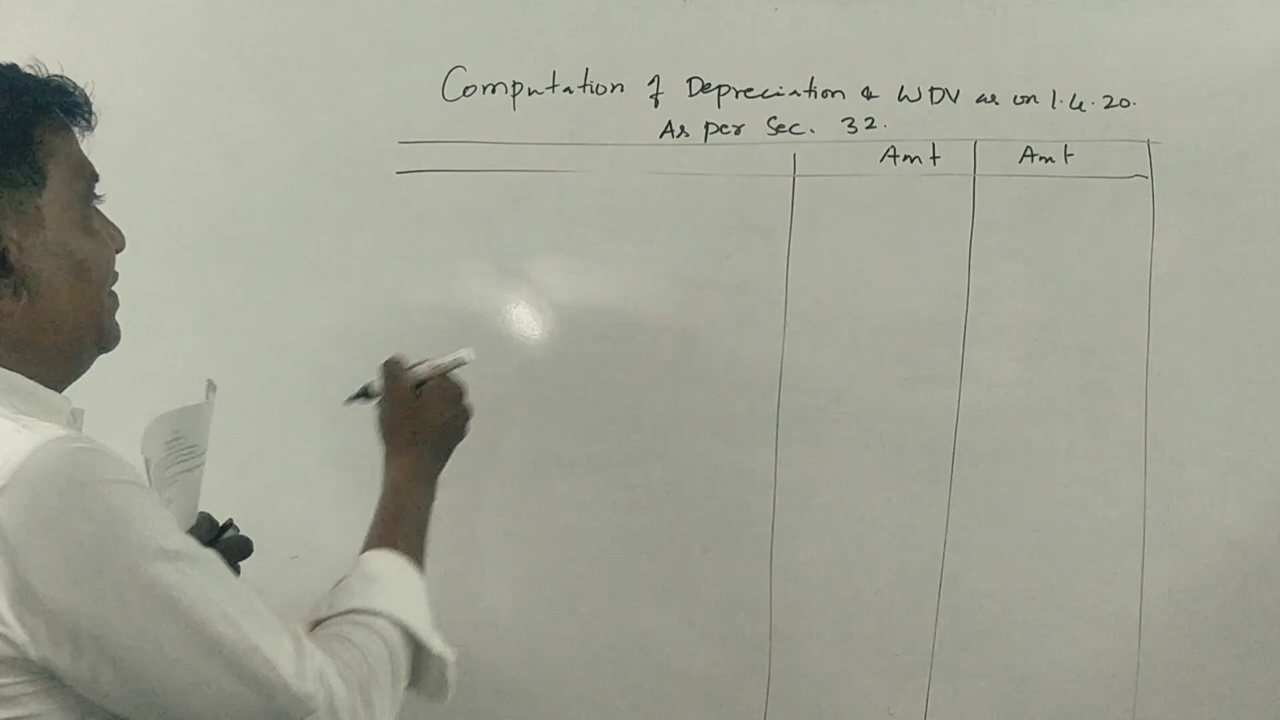 Computation of Depreciation & WDV as on 1.4.20.
As per Sec. 32.
Amt Amt